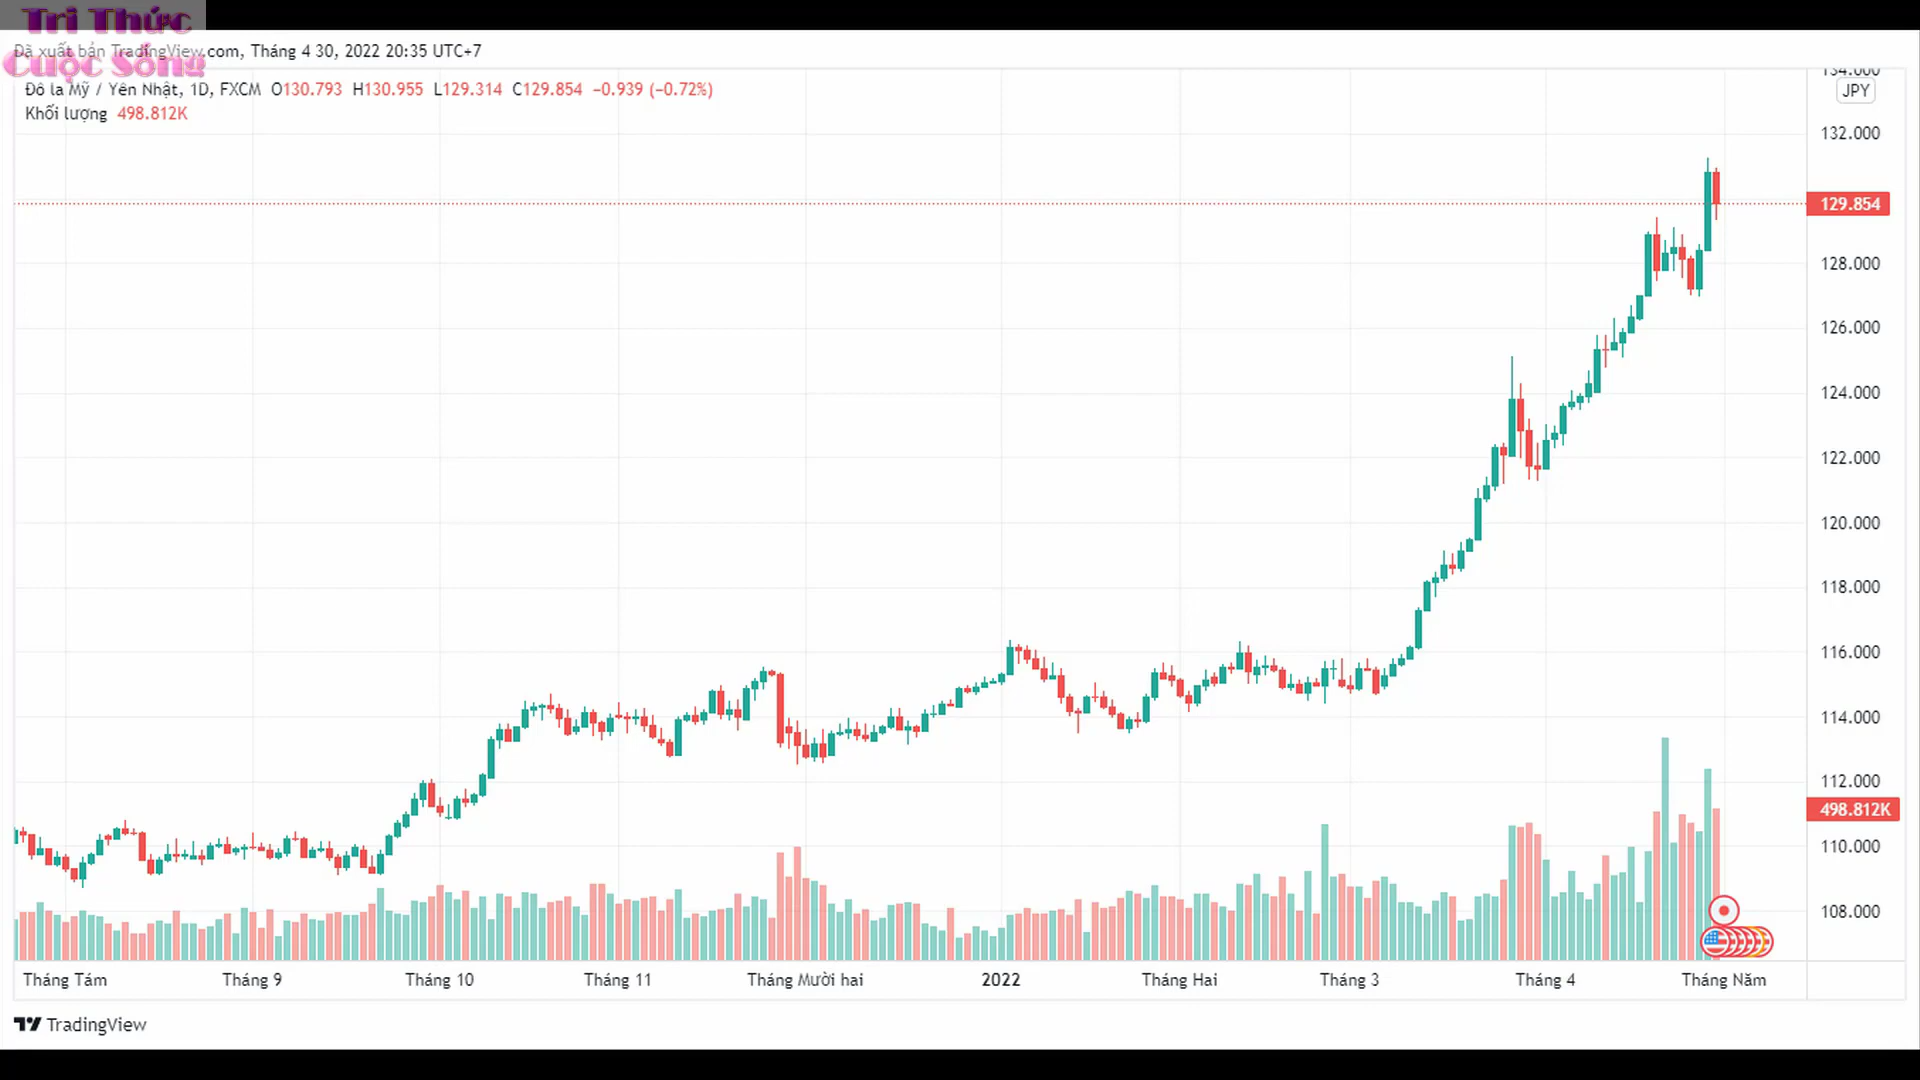 Tri Thức
Cuộc Sống
Đã xuất bản TradingView.com, Tháng 4 30, 2022 20:35 UTC+7
Đô la Mỹ / Yên Nhật, 1D, FXCM O130.793 H130.955 L129.314 C129.854 −0.939 (−0.72%)
Khối lượng 498.812K
134.000
JPY
132.000
129.854
128.000
126.000
124.000
122.000
120.000
118.000
116.000
114.000
112.000
498.812K
110.000
108.000
Tháng Tám Tháng 9 Tháng 10 Tháng 11 Tháng Mười hai 2022 Tháng Hai Tháng 3 Tháng 4 Tháng Năm
TradingView